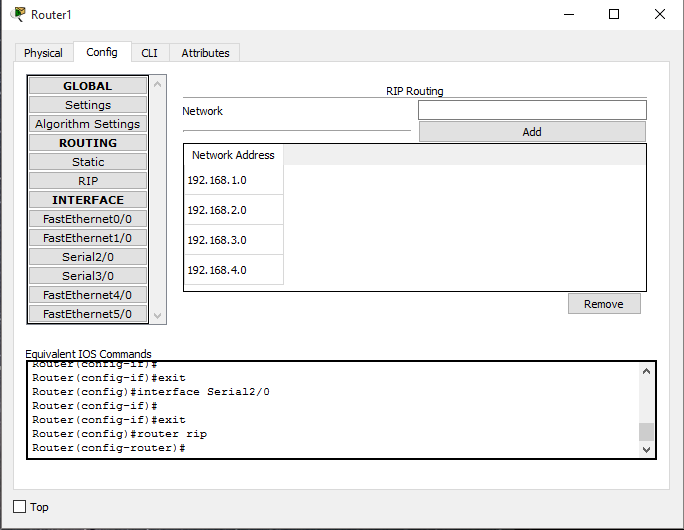 Router1
Physical Config CLI Attributes
GLOBAL
Settings
Algorithm Settings
ROUTING
Static
RIP
INTERFACE
FastEthernet0/0
FastEthernet1/0
Serial2/0
Serial3/0
FastEthernet4/0
FastEthernet5/0
RIP Routing
Network
Add
Network Address
192.168.1.0
192.168.2.0
192.168.3.0
192.168.4.0
Remove
Equivalent IOS Commands
Router(config-if)#
Router(config-if)#exit
Router(config)#interface Serial2/0
Router(config-if)#
Router(config-if)#exit
Router(config)#router rip
Router(config-router)#
Top